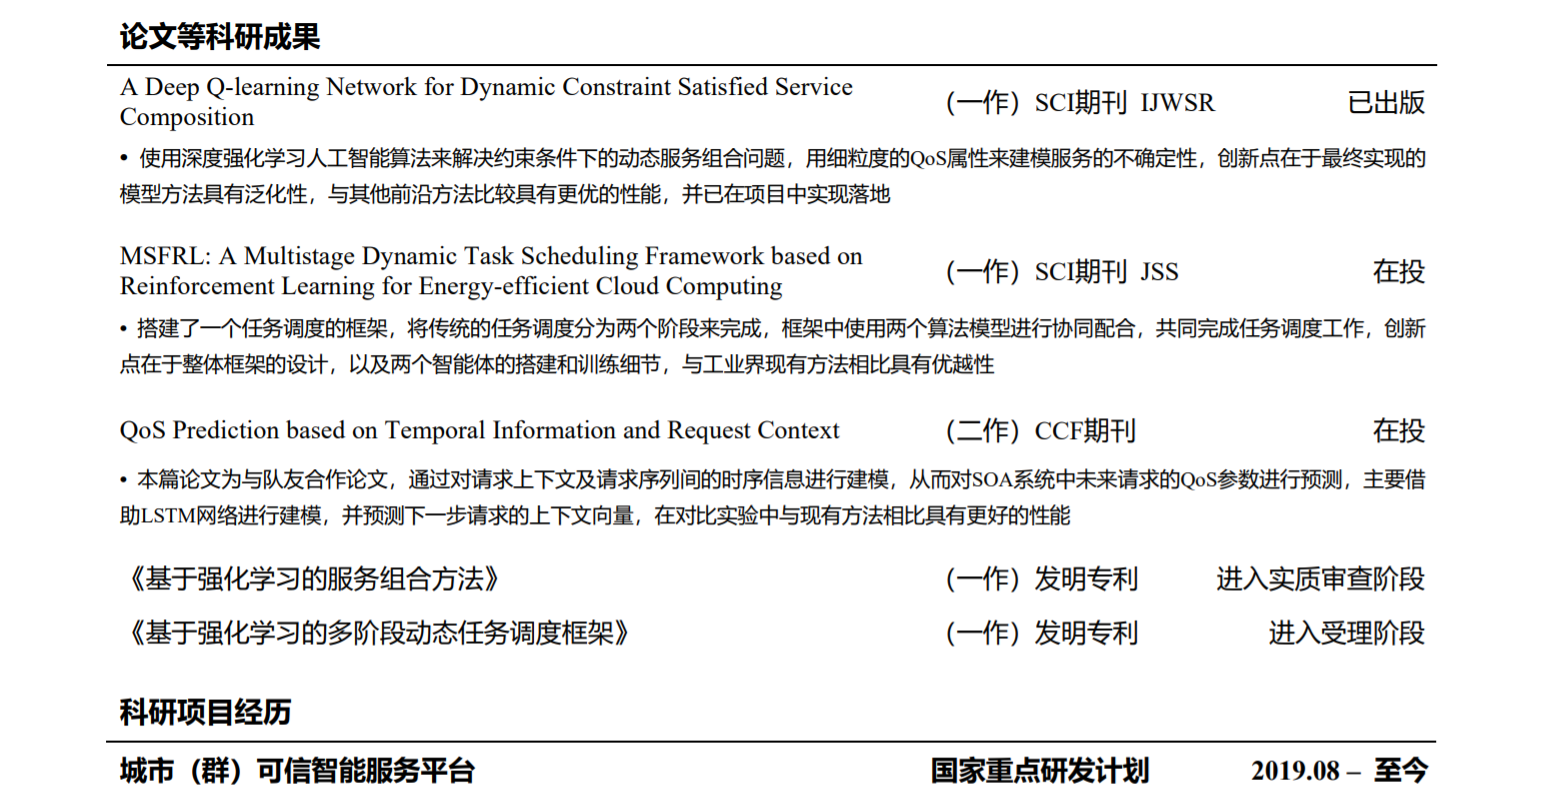 论文等科研成果
A Deep Q-learning Network for Dynamic Constraint Satisfied Service
Composition
（一作）SCI期刊 IJWSR
已出版
• 使用深度强化学习人工智能算法来解决约束条件下的动态服务组合问题，用细粒度的QoS属性来建模服务的不确定性，创新点在于最终实现的
模型方法具有泛化性，与其他前沿方法比较具有更优的性能，并已在项目中实现落地
MSFRL: A Multistage Dynamic Task Scheduling Framework based on
Reinforcement Learning for Energy-efficient Cloud Computing
（一作）SCI期刊 JSS
在投
• 搭建了一个任务调度的框架，将传统的任务调度分为两个阶段来完成，框架中使用两个算法模型进行协同配合，共同完成任务调度工作，创新
点在于整体框架的设计，以及两个智能体的搭建和训练细节，与工业界现有方法相比具有优越性
QoS Prediction based on Temporal Information and Request Context （二作）CCF期刊 在投
• 本篇论文为与队友合作论文，通过对请求上下文及请求序列间的时序信息进行建模，从而对SOA系统中未来请求的QoS参数进行预测，主要借
助LSTM网络进行建模，并预测下一步请求的上下文向量，在对比实验中与现有方法相比具有更好的性能
《基于强化学习的服务组合方法》 （一作）发明专利 进入实质审查阶段
《基于强化学习的多阶段动态任务调度框架》 （一作）发明专利 进入受理阶段
科研项目经历
城市（群）可信智能服务平台 国家重点研发计划 2019.08 – 至今